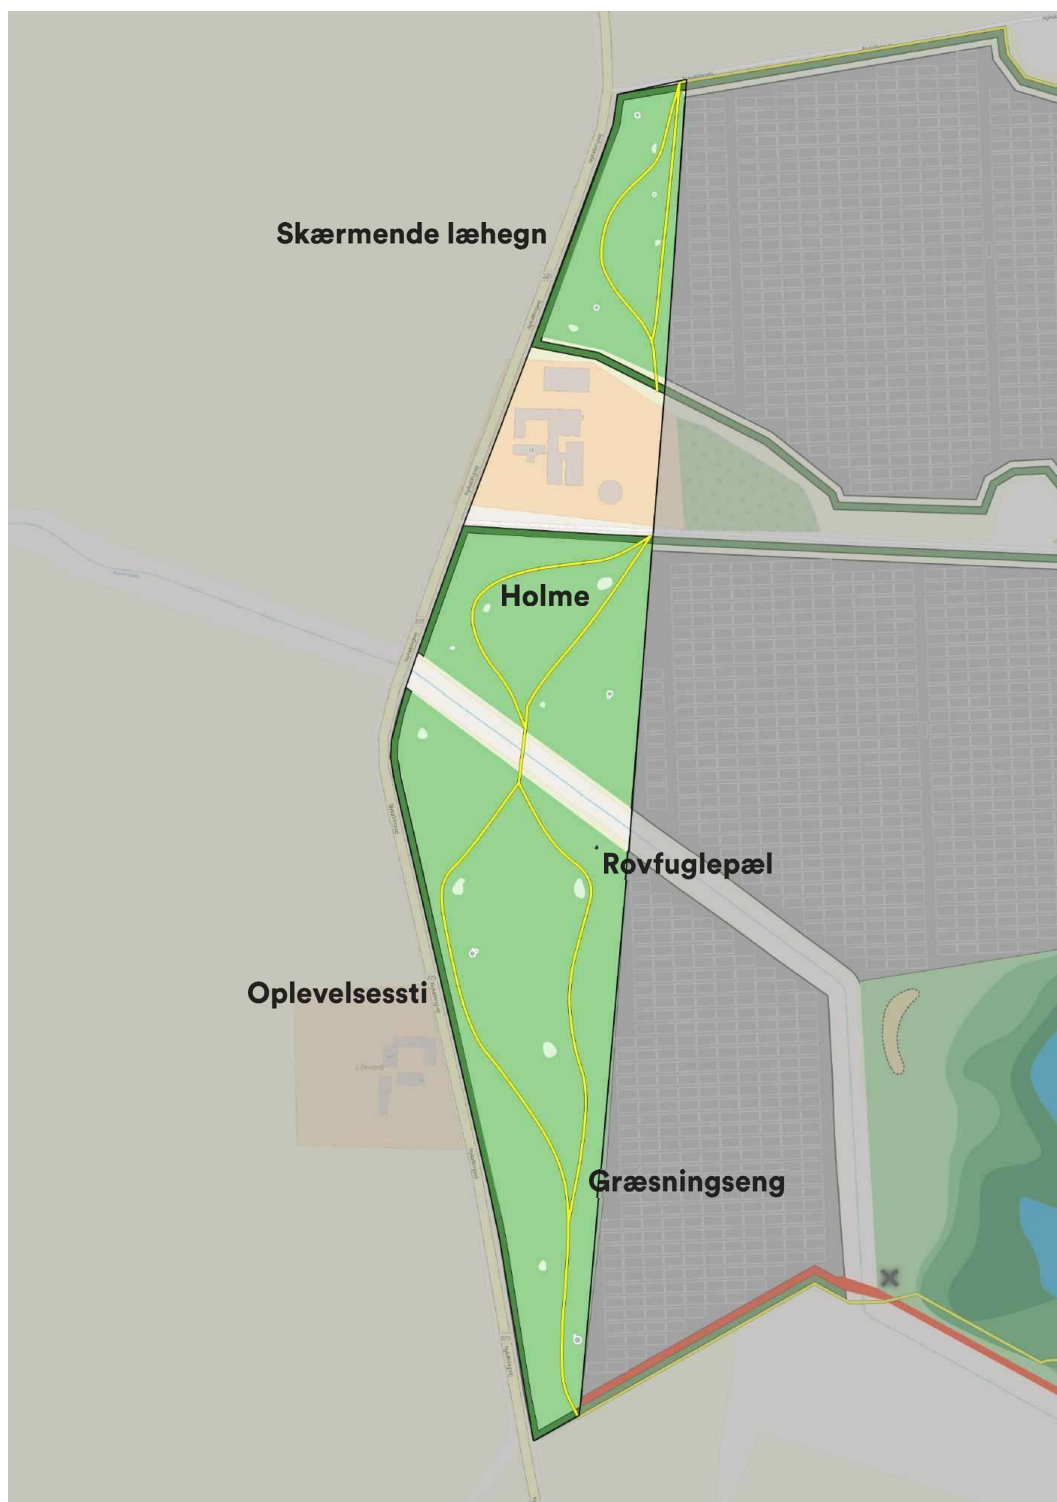 Skærmende læhegn
Holme
Rovfuglepæl
Oplevelsessti
Græsningseng